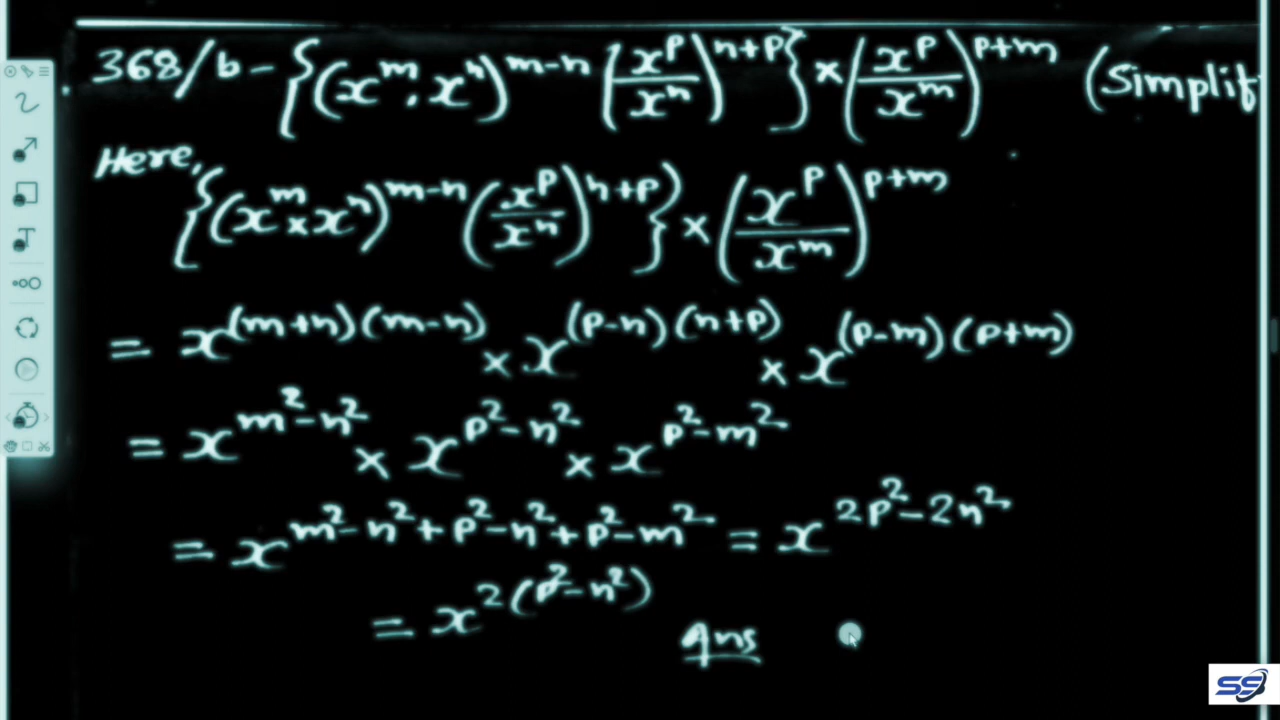 368/b - {(x^m . x^n)^(m-n) (x^p/x^n)^(n+p)} × (x^p/x^m)^(p+m) (Simplif
Here,
{(x^m × x^n)^(m-n) (x^p/x^n)^(n+p)} × (x^p/x^m)^(p+m)
= x^(m+n)(m-n) × x^(p-n)(n+p) × x^(p-m)(p+m)
= x^(m²-n²) × x^(p²-n²) × x^(p²-m²)
= x^(m²-n²+p²-n²+p²-m²) = x^(2p²-2n²)
= x^2(p²-n²) Ans
S9